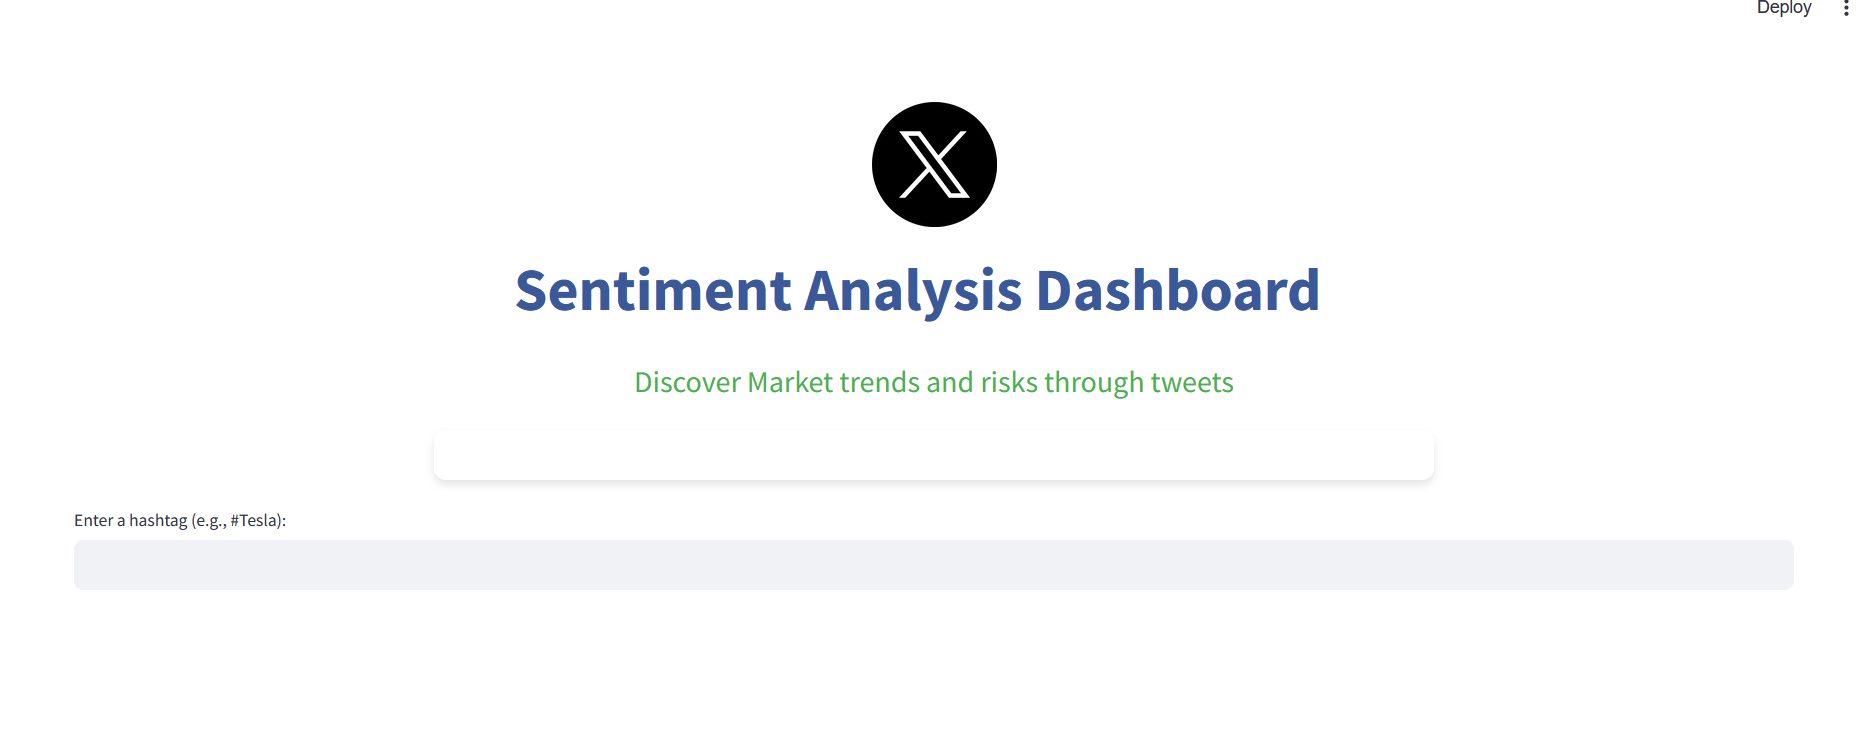 Deploy
Sentiment Analysis Dashboard
Discover Market trends and risks through tweets
Enter a hashtag (e.g., #Tesla):